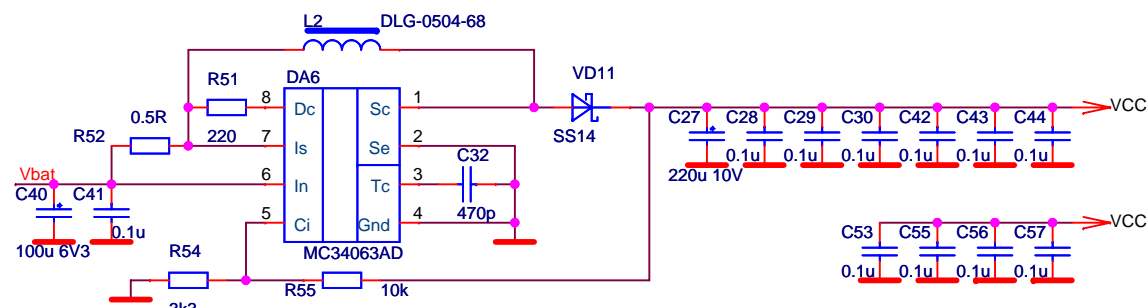 L2 DLG-0504-68
R51 DA6 VD11
8 Dc Sc 1
VCC
0.5R C27 C28 C29 C30 C42 C43 C44
R52 220 7 Is Se 2 SS14
C32 0.1u 0.1u 0.1u 0.1u 0.1u 0.1u
Vbat 220u 10V
6 In Tc 3
C40 C41
5 Ci Gnd 4 470p
0.1u VCC
100u 6V3 C53 C55 C56 C57
R54 MC34063AD
0.1u 0.1u 0.1u 0.1u
R55 10k